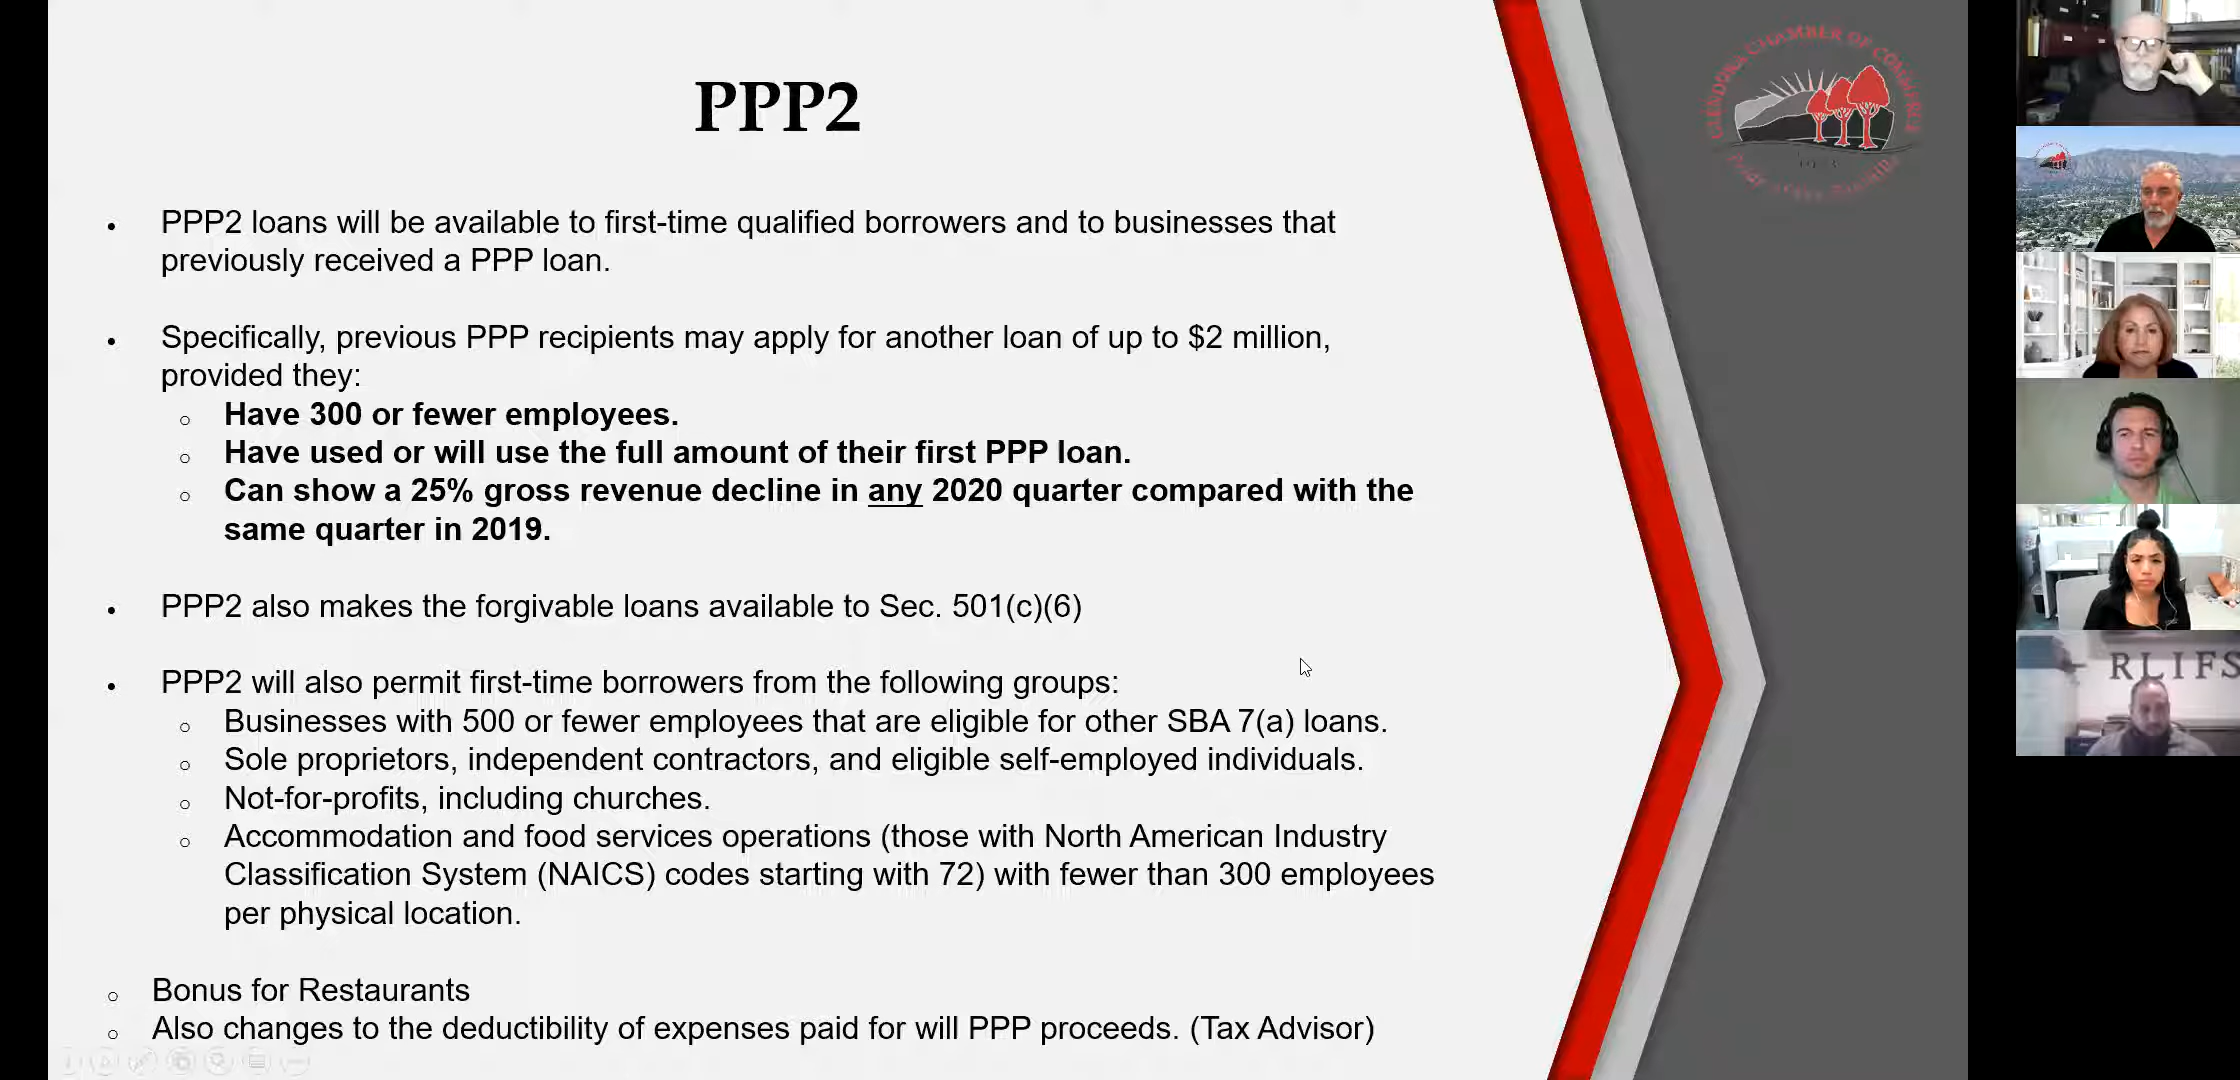 PPP2
GLENDORA CHAMBER OF COMMERCE
• PPP2 loans will be available to first-time qualified borrowers and to businesses that
previously received a PPP loan.
• Specifically, previous PPP recipients may apply for another loan of up to $2 million,
provided they:
○ Have 300 or fewer employees.
○ Have used or will use the full amount of their first PPP loan.
○ Can show a 25% gross revenue decline in any 2020 quarter compared with the
same quarter in 2019.
• PPP2 also makes the forgivable loans available to Sec. 501(c)(6)
• PPP2 will also permit first-time borrowers from the following groups:
○ Businesses with 500 or fewer employees that are eligible for other SBA 7(a) loans.
○ Sole proprietors, independent contractors, and eligible self-employed individuals.
○ Not-for-profits, including churches.
○ Accommodation and food services operations (those with North American Industry
Classification System (NAICS) codes starting with 72) with fewer than 300 employees
per physical location.
○ Bonus for Restaurants
○ Also changes to the deductibility of expenses paid for will PPP proceeds. (Tax Advisor)
RLIFS